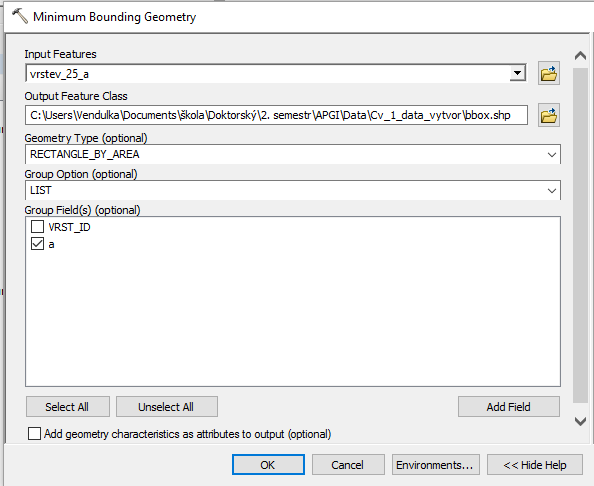 Minimum Bounding Geometry
Input Features
vrstev_25_a
Output Feature Class
C:\Users\Vendulka\Documents\škola\Doktorský\2. semestr\APGI\Data\Cv_1_data_vytvor\bbox.shp
Geometry Type (optional)
RECTANGLE_BY_AREA
Group Option (optional)
LIST
Group Field(s) (optional)
VRST_ID
a
Select All
Unselect All
Add Field
Add geometry characteristics as attributes to output (optional)
OK
Cancel
Environments...
<< Hide Help